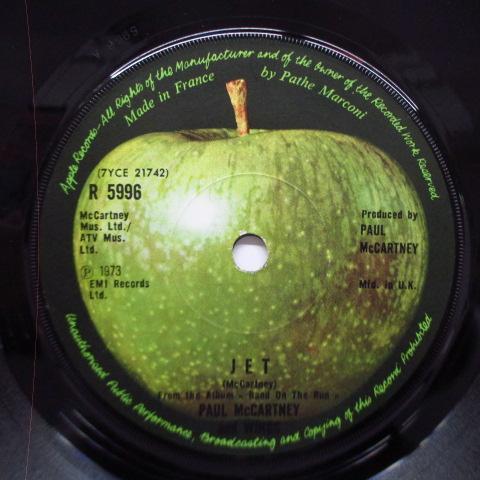 Apple Records-All Rights of the Manufacturer and of the Owner of the Recorded Work Reserved
Made in France by Pathe Marconi
(7YCE 21742)
R 5996
McCartney
Mus. Ltd./
ATV Mus.
Ltd.
Ⓟ 1973
EMI Records
Ltd.
Produced by
PAUL
McCARTNEY
Mfd. in U.K.
JET
(McCartney)
From the Album « Band On The Run »
PAUL McCARTNEY
and WINGS
Unauthorised Public Performance, Broadcasting and Copying of this Record Prohibited